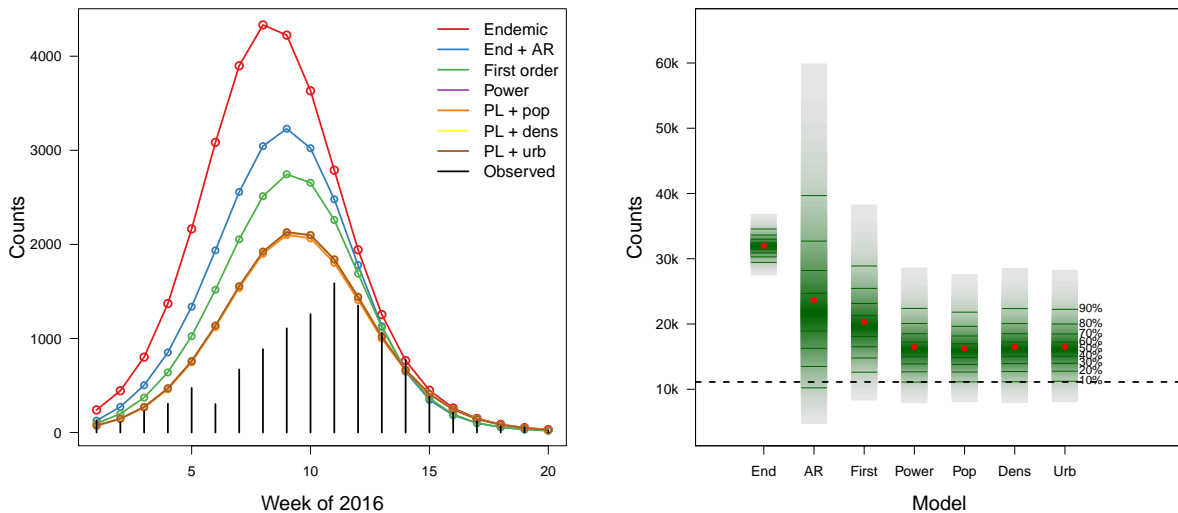 Counts
4000
3000
2000
1000
0
5
10
15
20
Week of 2016
Endemic
End + AR
First order
Power
PL + pop
PL + dens
PL + urb
Observed
Counts
60k
50k
40k
30k
20k
10k
90%
80%
70%
60%
50%
40%
30%
20%
10%
End
AR
First
Power
Pop
Dens
Urb
Model